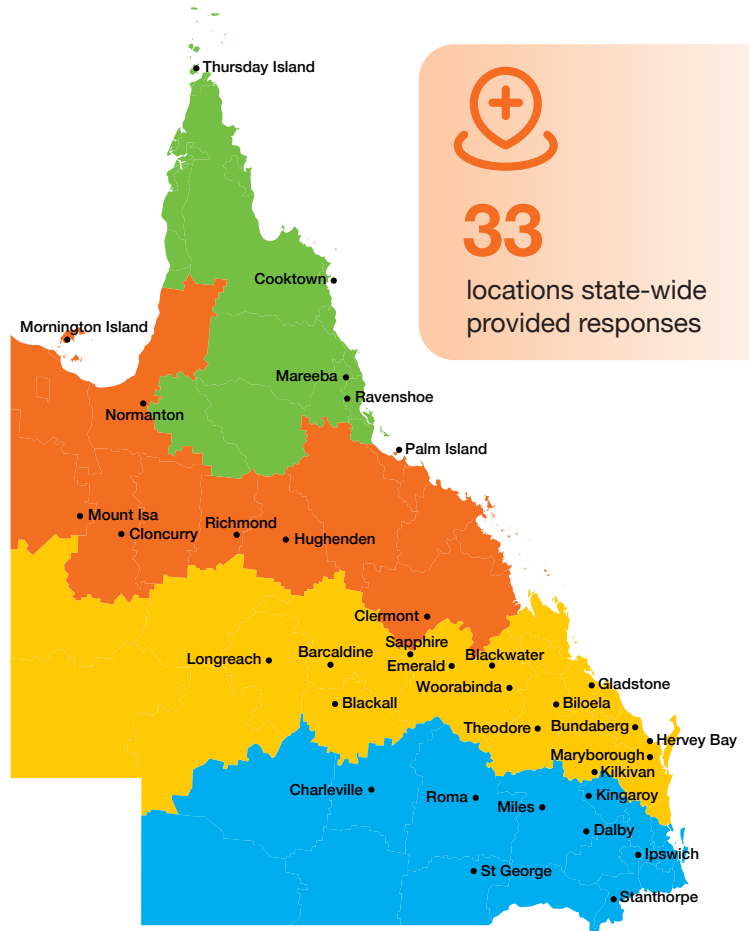 Thursday Island
33
locations state-wide
provided responses
Cooktown
Mornington Island
Mareeba
Ravenshoe
Normanton
Palm Island
Mount Isa
Richmond
Cloncurry
Hughenden
Clermont
Sapphire
Barcaldine
Blackwater
Longreach
Emerald
Woorabinda
Gladstone
Blackall
Biloela
Theodore
Bundaberg
Hervey Bay
Maryborough
Kilkivan
Charleville
Roma
Kingaroy
Miles
Dalby
Ipswich
St George
Stanthorpe